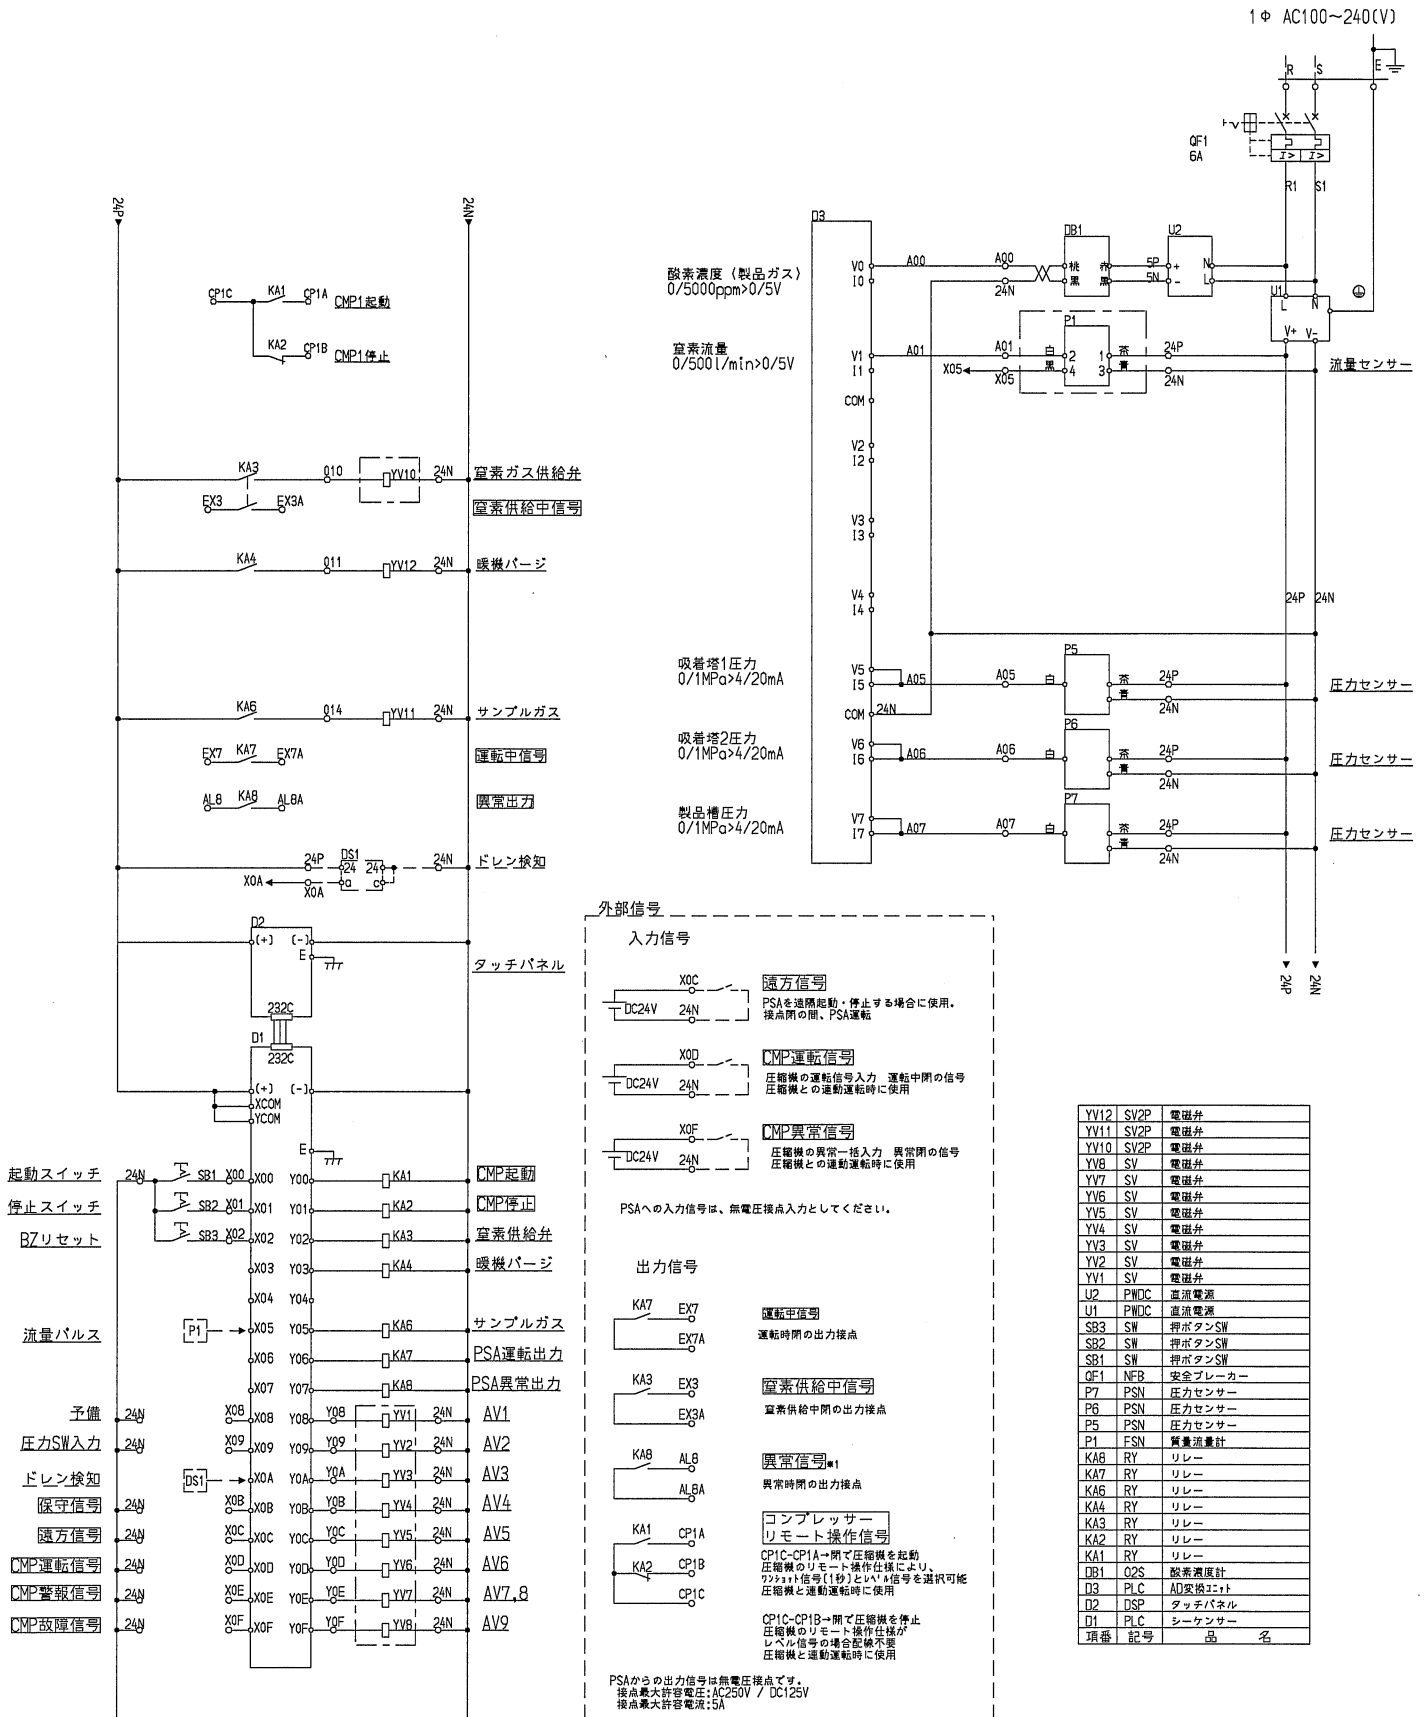 1Φ AC100～240(V)
R S E
QF1
6A
R1 S1
24P 24N
CP1C KA1 CP1A CMP1起動
KA2 CP1B CMP1停止
KA3 010 YV10 24N 窒素ガス供給弁
EX3 EX3A 窒素供給中信号
KA4 011 YV12 24N 暖機パージ
KA6 014 YV11 24N サンプルガス
EX7 KA7 EX7A 運転中信号
AL8 KA8 AL8A 異常出力
24P DS1 24 24 24N ドレン検知
X0A X0A a c
D2
(+) (-)
E
タッチパネル
232C
D1
232C
(+) (-)
XCOM
YCOM
E
起動スイッチ 24N SB1 X00 X00 Y00 KA1 CMP起動
停止スイッチ SB2 X01 X01 Y01 KA2 CMP停止
BZリセット SB3 X02 X02 Y02 KA3 窒素供給弁
X03 Y03 KA4 暖機パージ
X04 Y04
流量パルス P1 X05 Y05 KA6 サンプルガス
X06 Y06 KA7 PSA運転出力
X07 Y07 KA8 PSA異常出力
予備 24N X08 X08 Y08 Y08 YV1 24N AV1
圧力SW入力 24N X09 X09 Y09 Y09 YV2 24N AV2
ドレン検知 DS1 X0A Y0A Y0A YV3 24N AV3
保守信号 24N X0B X0B Y0B Y0B YV4 24N AV4
遠方信号 24N X0C X0C Y0C Y0C YV5 24N AV5
CMP運転信号 24N X0D X0D Y0D Y0D YV6 24N AV6
CMP警報信号 24N X0E X0E Y0E Y0E YV7 24N AV7,8
CMP故障信号 24N X0F X0F Y0F Y0F YV8 24N AV9
D3
酸素濃度（製品ガス）
0/5000ppm>0/5V
V0 A00 A00 桃 DB1 赤 5P + U2 N
I0 24N 黒 黒 5N - L
U1
L N
V+ V-
窒素流量
0/500l/min>0/5V
V1 A01 A01 白 2 P1 1 茶 24P
I1 X05 X05 黒 4 3 青 24N
流量センサー
COM
V2
I2
V3
I3
V4
I4
24P 24N
吸着塔1圧力
0/1MPa>4/20mA
V5
I5 A05 A05 白 P5 茶 24P
青 24N
圧力センサー
COM 24N
吸着塔2圧力
0/1MPa>4/20mA
V6
I6 A06 A06 白 P6 茶 24P
青 24N
圧力センサー
製品槽圧力
0/1MPa>4/20mA
V7
I7 A07 A07 白 P7 茶 24P
青 24N
圧力センサー
24P 24N
外部信号
入力信号
X0C
DC24V 24N
遠方信号
PSAを遠隔起動・停止する場合に使用。
接点閉の間、PSA運転
X0D
DC24V 24N
CMP運転信号
圧縮機の運転信号入力 運転中閉の信号
圧縮機との連動運転時に使用
X0F
DC24V 24N
CMP異常信号
圧縮機の異常一括入力 異常閉の信号
圧縮機との連動運転時に使用
PSAへの入力信号は、無電圧接点入力としてください。
出力信号
KA7 EX7
EX7A
運転中信号
運転時閉の出力接点
KA3 EX3
EX3A
窒素供給中信号
窒素供給中閉の出力接点
KA8 AL8
AL8A
異常信号※1
異常時閉の出力接点
KA1 CP1A
KA2 CP1B
CP1C
コンプレッサー
リモート操作信号
CP1C-CP1A→閉で圧縮機を起動
圧縮機のリモート操作仕様により、
ワンショット信号(1秒)とレベル信号を選択可能
圧縮機と連動運転時に使用
CP1C-CP1B→開で圧縮機を停止
圧縮機のリモート操作仕様が
レベル信号の場合配線不要
圧縮機と連動運転時に使用
PSAからの出力信号は無電圧接点です。
接点最大許容電圧:AC250V / DC125V
接点最大許容電流:5A
YV12 SV2P 電磁弁
YV11 SV2P 電磁弁
YV10 SV2P 電磁弁
YV8 SV 電磁弁
YV7 SV 電磁弁
YV6 SV 電磁弁
YV5 SV 電磁弁
YV4 SV 電磁弁
YV3 SV 電磁弁
YV2 SV 電磁弁
YV1 SV 電磁弁
U2 PWDC 直流電源
U1 PWDC 直流電源
SB3 SW 押ボタンSW
SB2 SW 押ボタンSW
SB1 SW 押ボタンSW
QF1 NFB 安全ブレーカー
P7 PSN 圧力センサー
P6 PSN 圧力センサー
P5 PSN 圧力センサー
P1 FSN 質量流量計
KA8 RY リレー
KA7 RY リレー
KA6 RY リレー
KA4 RY リレー
KA3 RY リレー
KA2 RY リレー
KA1 RY リレー
DB1 O2S 酸素濃度計
D3 PLC AD変換ユニット
D2 DSP タッチパネル
D1 PLC シーケンサー
項番 記号 品 名